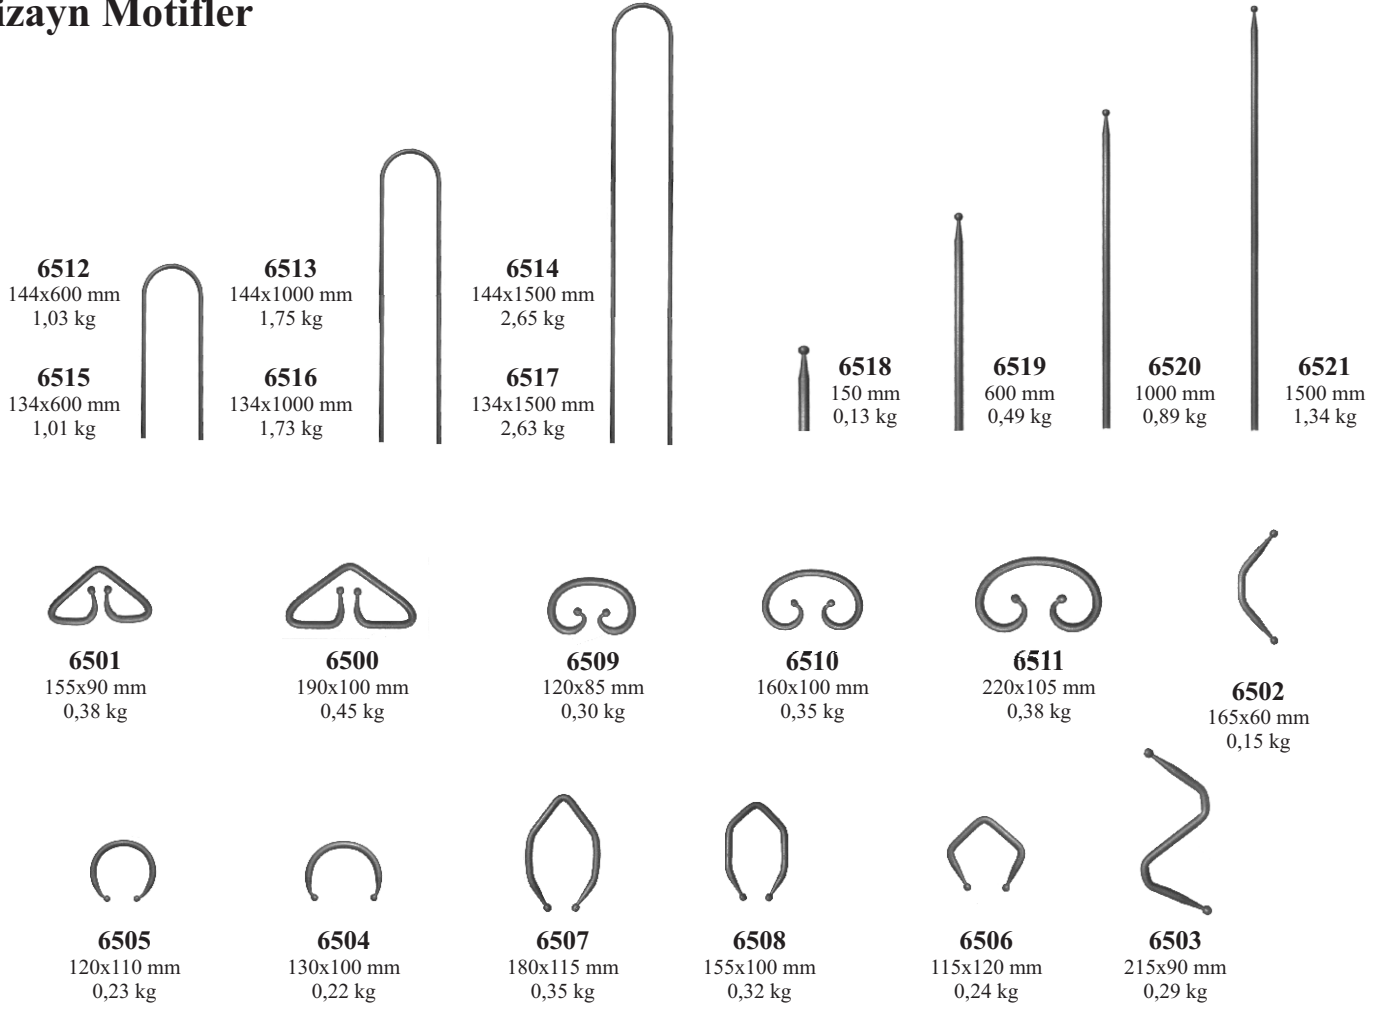 izayn Motifler
6512
144x600 mm
1,03 kg
6513
144x1000 mm
1,75 kg
6514
144x1500 mm
2,65 kg
6515
134x600 mm
1,01 kg
6516
134x1000 mm
1,73 kg
6517
134x1500 mm
2,63 kg
6518
150 mm
0,13 kg
6519
600 mm
0,49 kg
6520
1000 mm
0,89 kg
6521
1500 mm
1,34 kg
6501
155x90 mm
0,38 kg
6500
190x100 mm
0,45 kg
6509
120x85 mm
0,30 kg
6510
160x100 mm
0,35 kg
6511
220x105 mm
0,38 kg
6502
165x60 mm
0,15 kg
6505
120x110 mm
0,23 kg
6504
130x100 mm
0,22 kg
6507
180x115 mm
0,35 kg
6508
155x100 mm
0,32 kg
6506
115x120 mm
0,24 kg
6503
215x90 mm
0,29 kg